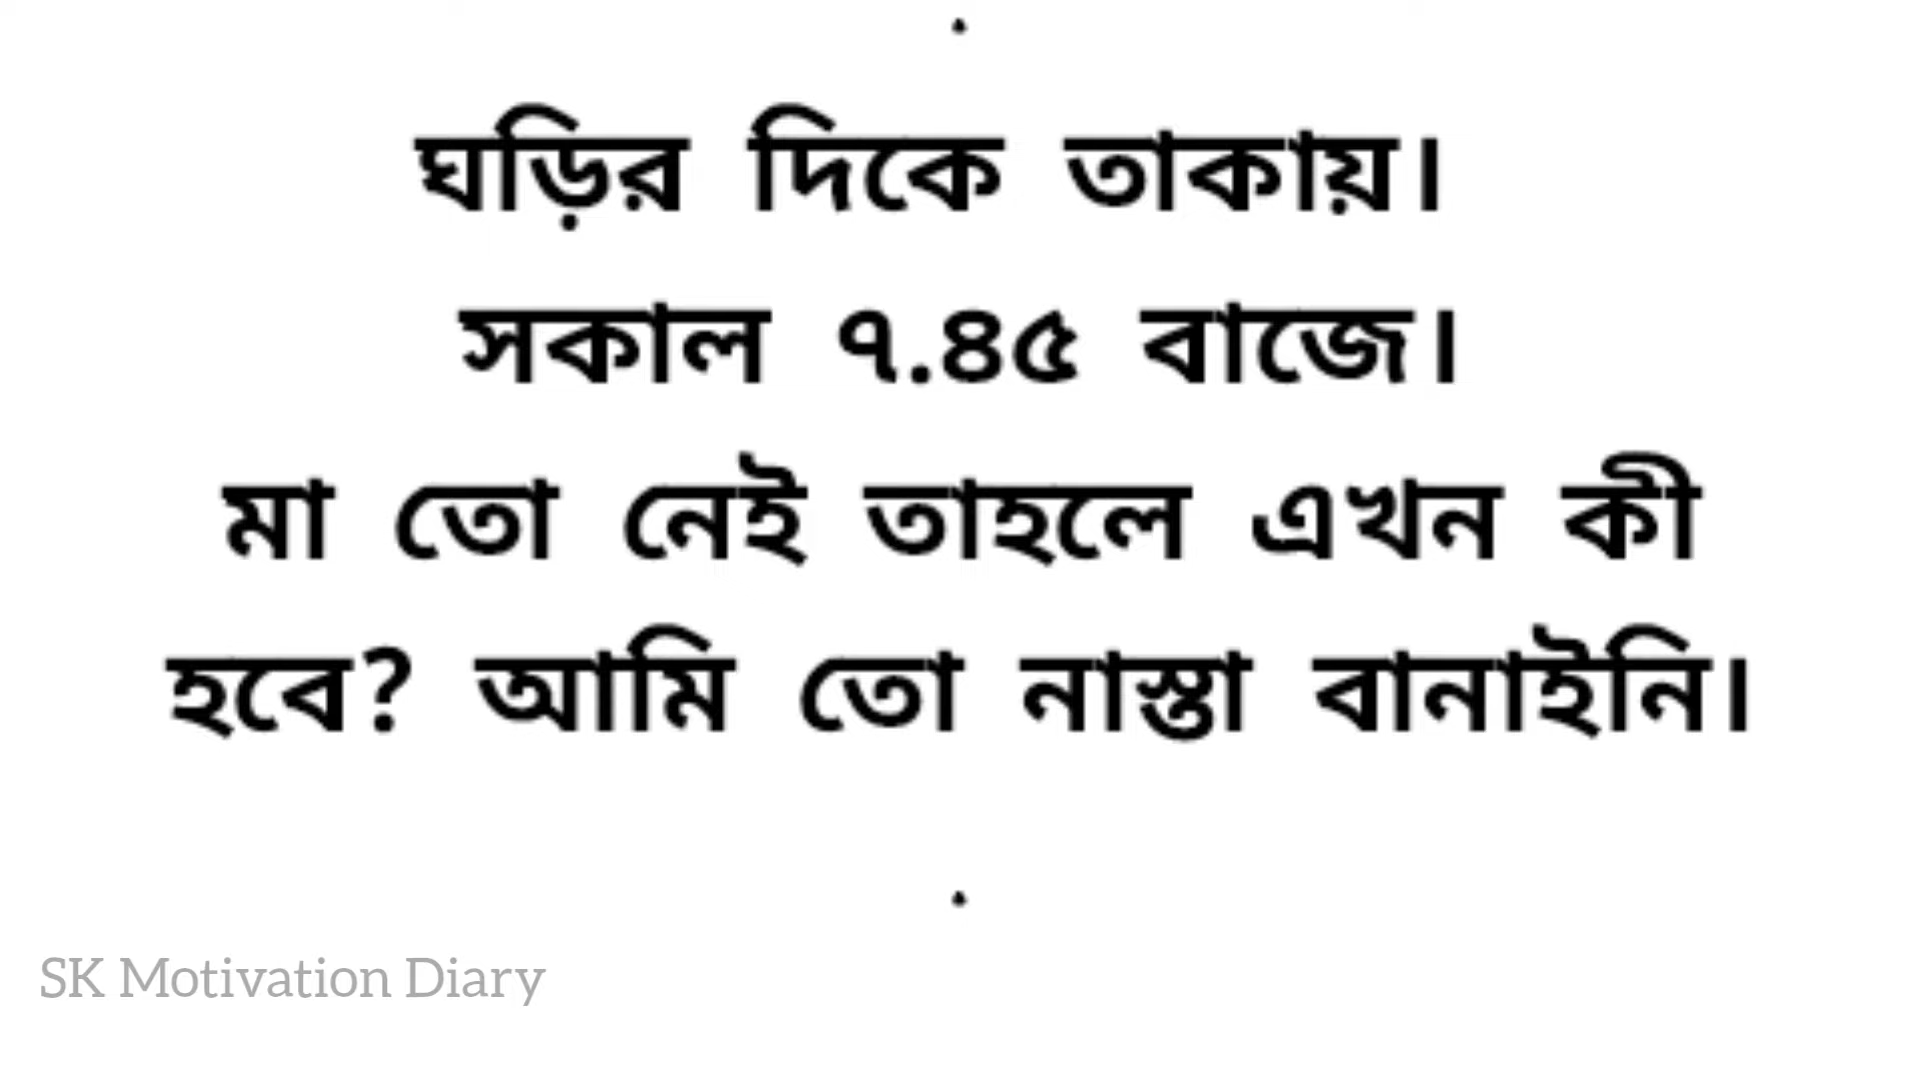 .
ঘড়ির দিকে তাকায়।
সকাল ৭.৪৫ বাজে।
মা তো নেই তাহলে এখন কী
হবে? আমি তো নাস্তা বানাইনি।
.
SK Motivation Diary